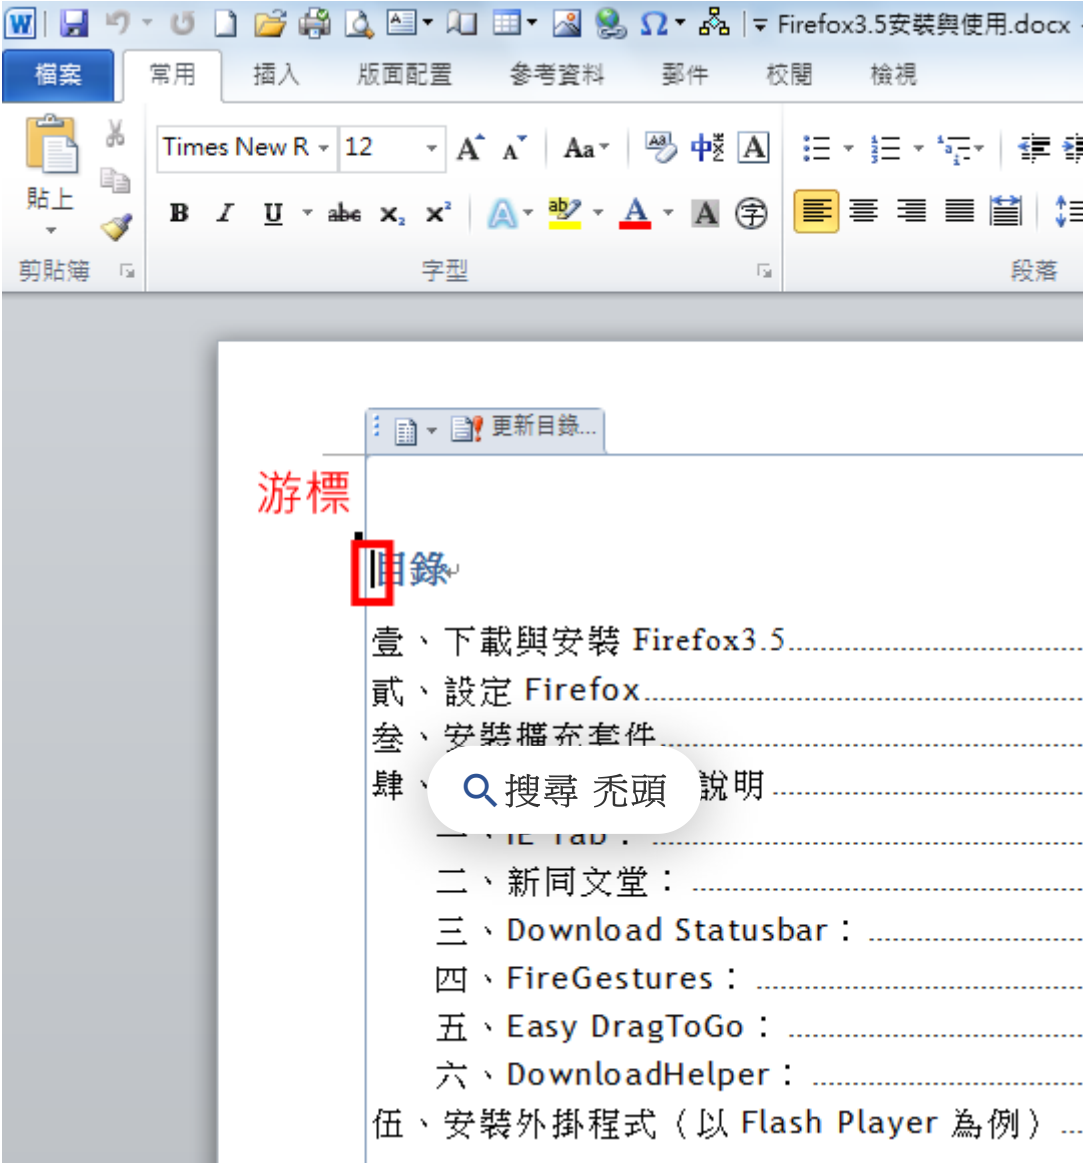 Firefox3.5安裝與使用.docx
檔案 常用 插入 版面配置 參考資料 郵件 校閱 檢視
Times New R 12
貼上
剪貼簿 字型 段落
更新目錄...
游標
目錄
壹、下載與安裝 Firefox3.5
貳、設定 Firefox
叁、安裝擴充套件
肆、 說明
搜尋 禿頭
一、IE Tab：
二、新同文堂：
三、Download Statusbar：
四、FireGestures：
五、Easy DragToGo：
六、DownloadHelper：
伍、安裝外掛程式（以 Flash Player 為例）